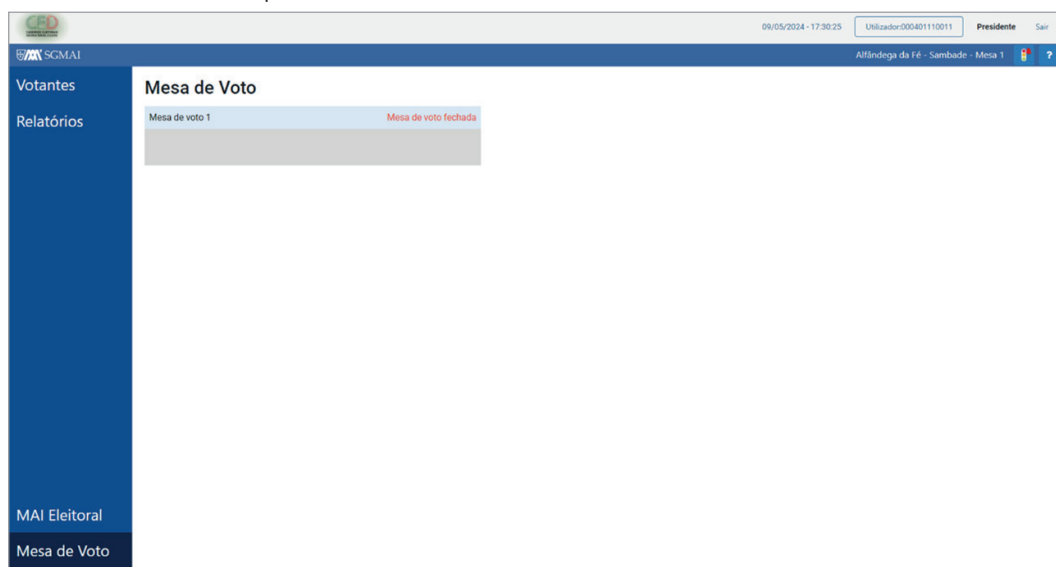 CED
09/05/2024 - 17:30:25 Utilizador:000401110011 Presidente Sair
SGMAI Alfândega da Fé - Sambade - Mesa 1 ?
Votantes
Relatórios
Mesa de Voto
Mesa de voto 1 Mesa de voto fechada
MAI Eleitoral
Mesa de Voto